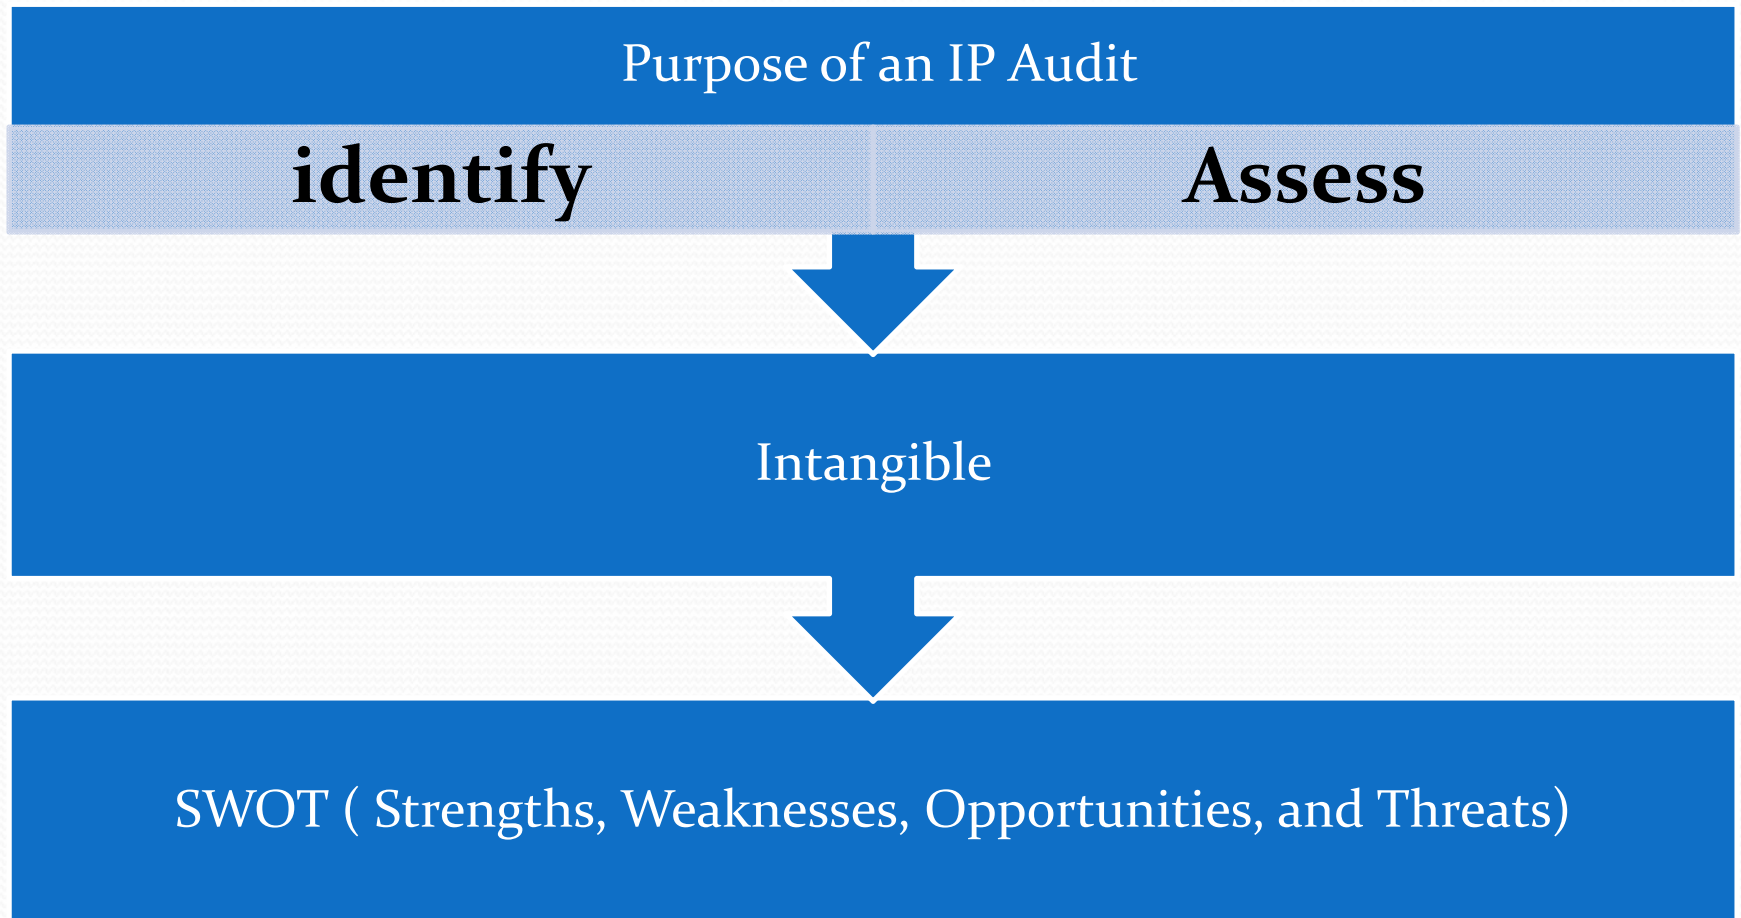 Purpose of an IP Audit
identify
Assess
Intangible
SWOT ( Strengths, Weaknesses, Opportunities, and Threats)